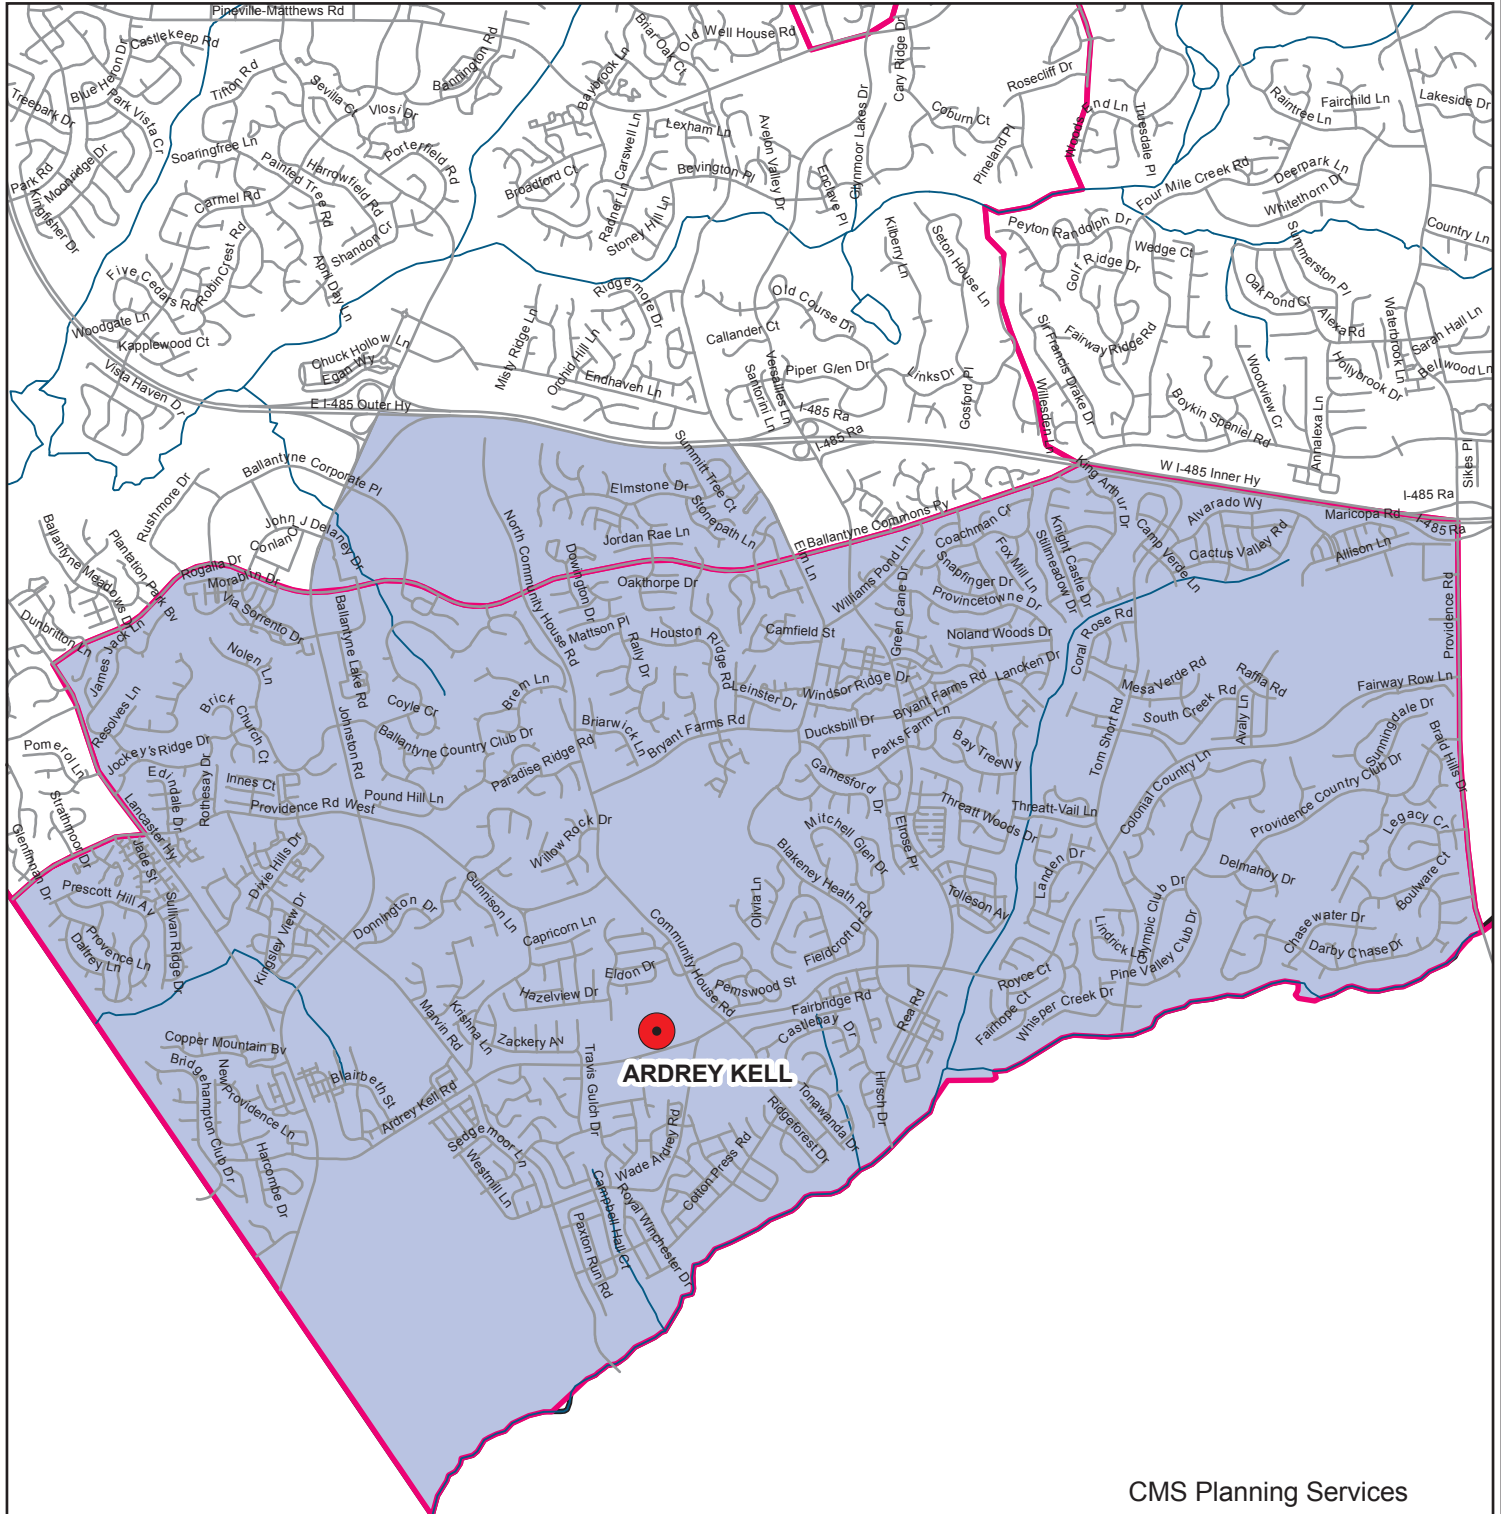 Pineville-Matthews Rd
Castlekeep Rd
Blue Heron Dr
Treebark Dr
Park Vista Cr
Tifton Rd
Sevilla Ct
Vlosi Dr
Bannington Rd
Briar Oak Ct
Old Well House Rd
Baybrook Ln
Cary Ridge Dr
Rosecliff Dr
Woods End Ln
Truesdale Pl
Raintree Ln
Fairchild Ln
Lakeside Dr
Park Rd
Moonridge Dr
Kingfisher Dr
Soaringfree Ln
Painted Tree Rd
Harrowfield Rd
Porterfield Rd
Carmel Rd
Shandon Cr
Broadford Ct
Radner Ln
Carswell Ln
Lexham Ln
Bevington Pl
Stoney Hill Ln
Avelon Valley Dr
Enclave Pl
Glynmoor Lakes Dr
Coburn Ct
Pineland Pl
Four Mile Creek Rd
Deerpark Ln
Whitethorn Dr
Country Ln
Five Cedars Rd
Robin Crest Rd
April Day Ln
Woodgate Ln
Kapplewood Ct
Vista Haven Dr
Chuck Hollow Ln
Egan Wy
Misty Ridge Ln
Orchid Hill Ln
Ridgemore Dr
Endhaven Ln
Callander Ct
Old Course Dr
Versailles Ln
Santorini Ln
Piper Glen Dr
Links Dr
Kilberry Ln
Seton House Ln
Gosford Pl
Peyton Randolph Dr
Golf Ridge Dr
Wedge Ct
Sir Francis Drake Dr
Fairway Ridge Rd
Willesden Ln
Boykin Spaniel Rd
Woodview Cr
Summerston Pl
Oak Pond Cr
Alexa Rd
Annalexa Ln
Hollybrook Dr
Waterbrook Ln
Sarah Hall Ln
Bellwood Ln
Sikes Pl
E I-485 Outer Hy
I-485 Ra
I-485 Ra
W I-485 Inner Hy
I-485 Ra
I-485 Ra
Ballantyne Corporate Pl
Rushmore Dr
John J Delaney Dr
Conlan Ci
Ballantyne Meadows Dr
Plantation Park Bv
Rogalla Dr
Morablin Dr
Via Sorrento Dr
Dunbritton Ln
James Jack Ln
Elmstone Dr
Summitt Tree Ct
Stonepath Ln
Jordan Rae Ln
North Community House Rd
Dowington Dr
Oakthorpe Dr
Elm Ln
Ballantyne Commons Py
Coachman Cr
King Arthur Dr
Knight Castle Dr
Stillmeadow Dr
Fox Mill Ln
Snapfinger Dr
Provincetowne Dr
Williams Pond Ln
Green Cane Dr
Camp Verde Ln
Alvarado Wy
Cactus Valley Rd
Maricopa Rd
Allison Ln
Providence Rd
Mattson Pl
Rally Dr
Houston Ridge Rd
Camfield St
Noland Woods Dr
Coral Rose Rd
Nolen Ln
Ballantyne Lake Rd
Resolves Ln
Brick Church Ct
Coyle Cr
Brem Ln
Leinster Dr
Windsor Ridge Dr
Bryant Farms Rd
Lancken Dr
Mesa Verde Rd
Raffia Rd
South Creek Rd
Avaly Ln
Fairway Row Ln
Johnston Rd
Ballantyne Country Club Dr
Briarwick Ln
Bryant Farms Rd
Ducksbill Dr
Parks Farm Ln
Bay Tree Wy
Tom Short Rd
Sunningdale Dr
Braid Hills Dr
Pomerol Ln
Jockey's Ridge Dr
Edindale Dr
Rothesay Dr
Innes Ct
Paradise Ridge Rd
Pound Hill Ln
Providence Rd West
Strathmoor Dr
Lancaster Hy
Jade St
Glenfinnan Dr
Gamesford Dr
Elrose Pl
Threatt Woods Dr
Threatt-Vail Ln
Colonial Country Ln
Providence Country Club Dr
Legacy Cr
Willow Rock Dr
Mitchell Glen Dr
Blakeney Heath Rd
Landen Dr
Delmahoy Dr
Boulware Ct
Dixie Hills Dr
Prescott Hill Av
Provence Ln
Daltrey Ln
Sullivan Ridge Dr
Kingsley View Dr
Donnington Dr
Gunnison Ln
Capricorn Ln
Olivia Ln
Fieldcroft Dr
Tolleson Av
Olympic Club Dr
Lindrick Ln
Pine Valley Club Dr
Chasewater Dr
Darby Chase Dr
Community House Rd
Eldon Dr
Hazelview Dr
Pemswood St
Fairbridge Rd
Castlebay Dr
Rea Rd
Royce Ct
Fairhope Ct
Whisper Creek Dr
Copper Mountain Bv
Marvin Rd
Krishna Ln
Zackery Av
ARDREY KELL
Bridgehampton Club Dr
New Providence Ln
Blairbeth St
Ardrey Kell Rd
Travis Gulch Dr
Hirsch Dr
Tonawanda Dr
Ridgeforest Dr
Harcombe Dr
Sedgemoor Ln
Westmill Ln
Wade Ardrey Rd
Cotton Press Rd
Campbell Hall Ct
Royal Winchester Dr
Paxton Run Rd
CMS Planning Services